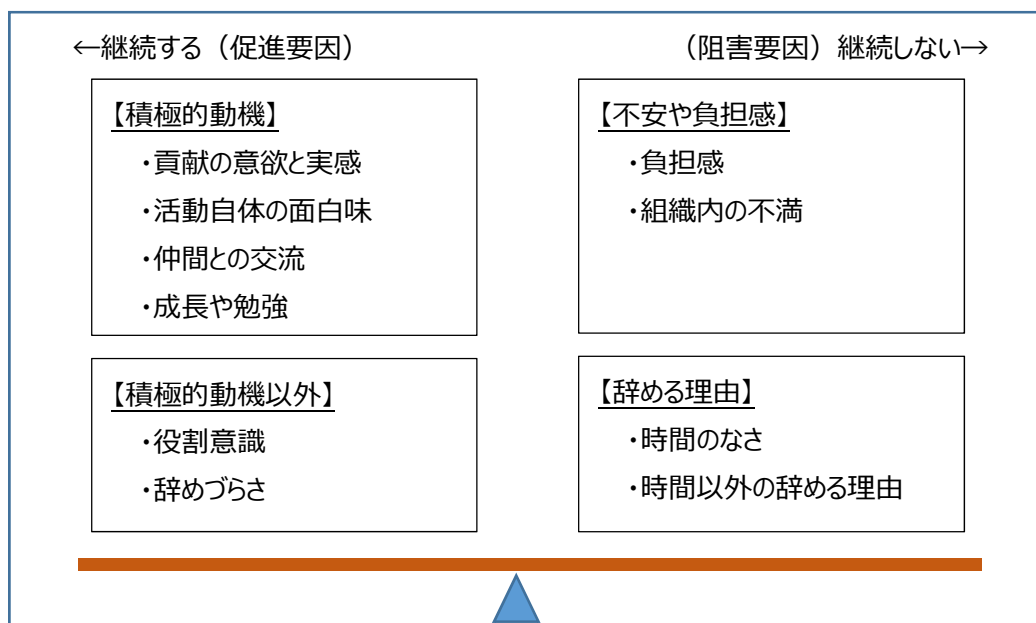 ←継続する（促進要因）
（阻害要因）継続しない→
【積極的動機】
・貢献の意欲と実感
・活動自体の面白味
・仲間との交流
・成長や勉強
【不安や負担感】
・負担感
・組織内の不満
【積極的動機以外】
・役割意識
・辞めづらさ
【辞める理由】
・時間のなさ
・時間以外の辞める理由